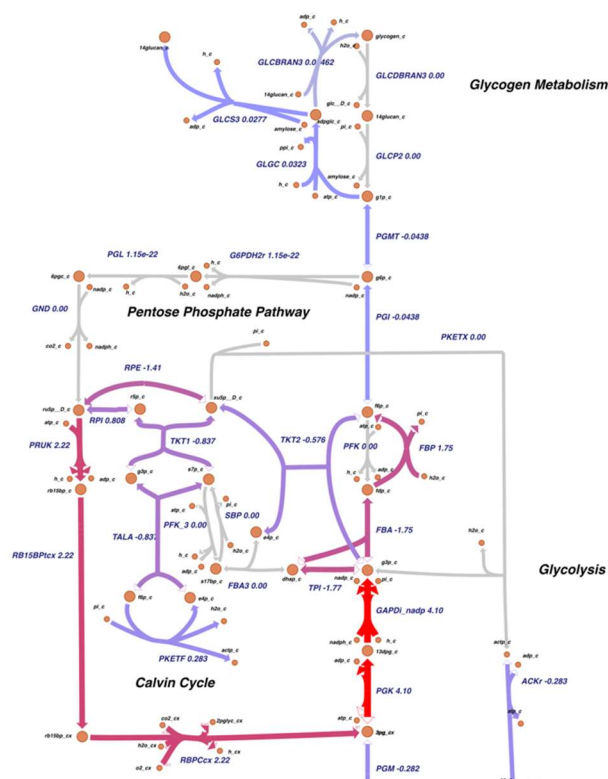 adp_c
h_c
14glucan_c
glycogen_c
h2o_c
h_c
GLCBRAN3 0.0
462
GLCDBRAN3 0.00
Glycogen Metabolism
14glucan_c
glc__D_c
GLCS3 0.0277
adp_c
amylose_c
adpglc_c
14glucan_c
pi_c
ppi_c
GLCP2 0.00
GLGC 0.0323
amylose_c
h_c
atp_c
g1p_c
PGMT -0.0438
PGL 1.15e-22
G6PDH2r 1.15e-22
6pgc_c
6pgl_c
h_c
g6p_c
nadp_c
h_c
h2o_c
nadph_c
nadp_c
GND 0.00
Pentose Phosphate Pathway
PGI -0.0438
co2_c
nadph_c
pi_c
PKETX 0.00
RPE -1.41
r5p_c
xu5p__D_c
ru5p__D_c
RPI 0.808
f6p_c
pi_c
atp_c
atp_c
PRUK 2.22
TKT1 -0.837
TKT2 -0.576
PFK 0.00
FBP 1.75
h_c
adp_c
g3p_c
s7p_c
h_c
adp_c
h2o_c
rb15bp_c
fdp_c
atp_c
pi_c
SBP 0.00
PFK_3 0.00
e4p_c
RB15BPtcx 2.22
TALA -0.837
FBA -1.75
h2o_c
h_c
h2o_c
adp_c
s17bp_c
FBA3 0.00
dhap_c
g3p_c
TPI -1.77
nadp_c
pi_c
Glycolysis
f6p_c
e4p_c
pi_c
h2o_c
GAPDi_nadp 4.10
actp_c
nadph_c
h_c
PKETF 0.283
13dpg_c
adp_c
actp_c
adp_c
Calvin Cycle
PGK 4.10
ACKr -0.283
atp_c
atp_c
co2_cx
2pglyc_c
rb15bp_cx
3pg_cx
h2o_cx
h_cx
RBPCcx 2.22
o2_cx
PGM -0.282